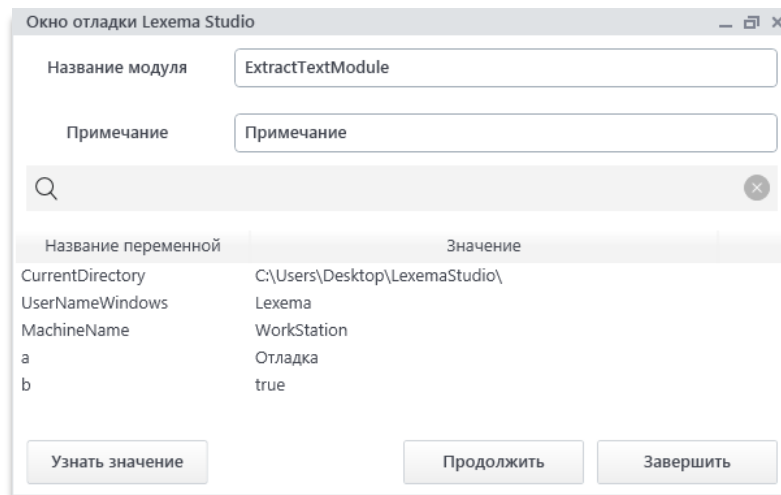 Окно отладки Lexema Studio
Название модуля ExtractTextModule
Примечание Примечание
Название переменной Значение
CurrentDirectory C:\Users\Desktop\LexemaStudio\
UserNameWindows Lexema
MachineName WorkStation
a Отладка
b true
Узнать значение Продолжить Завершить